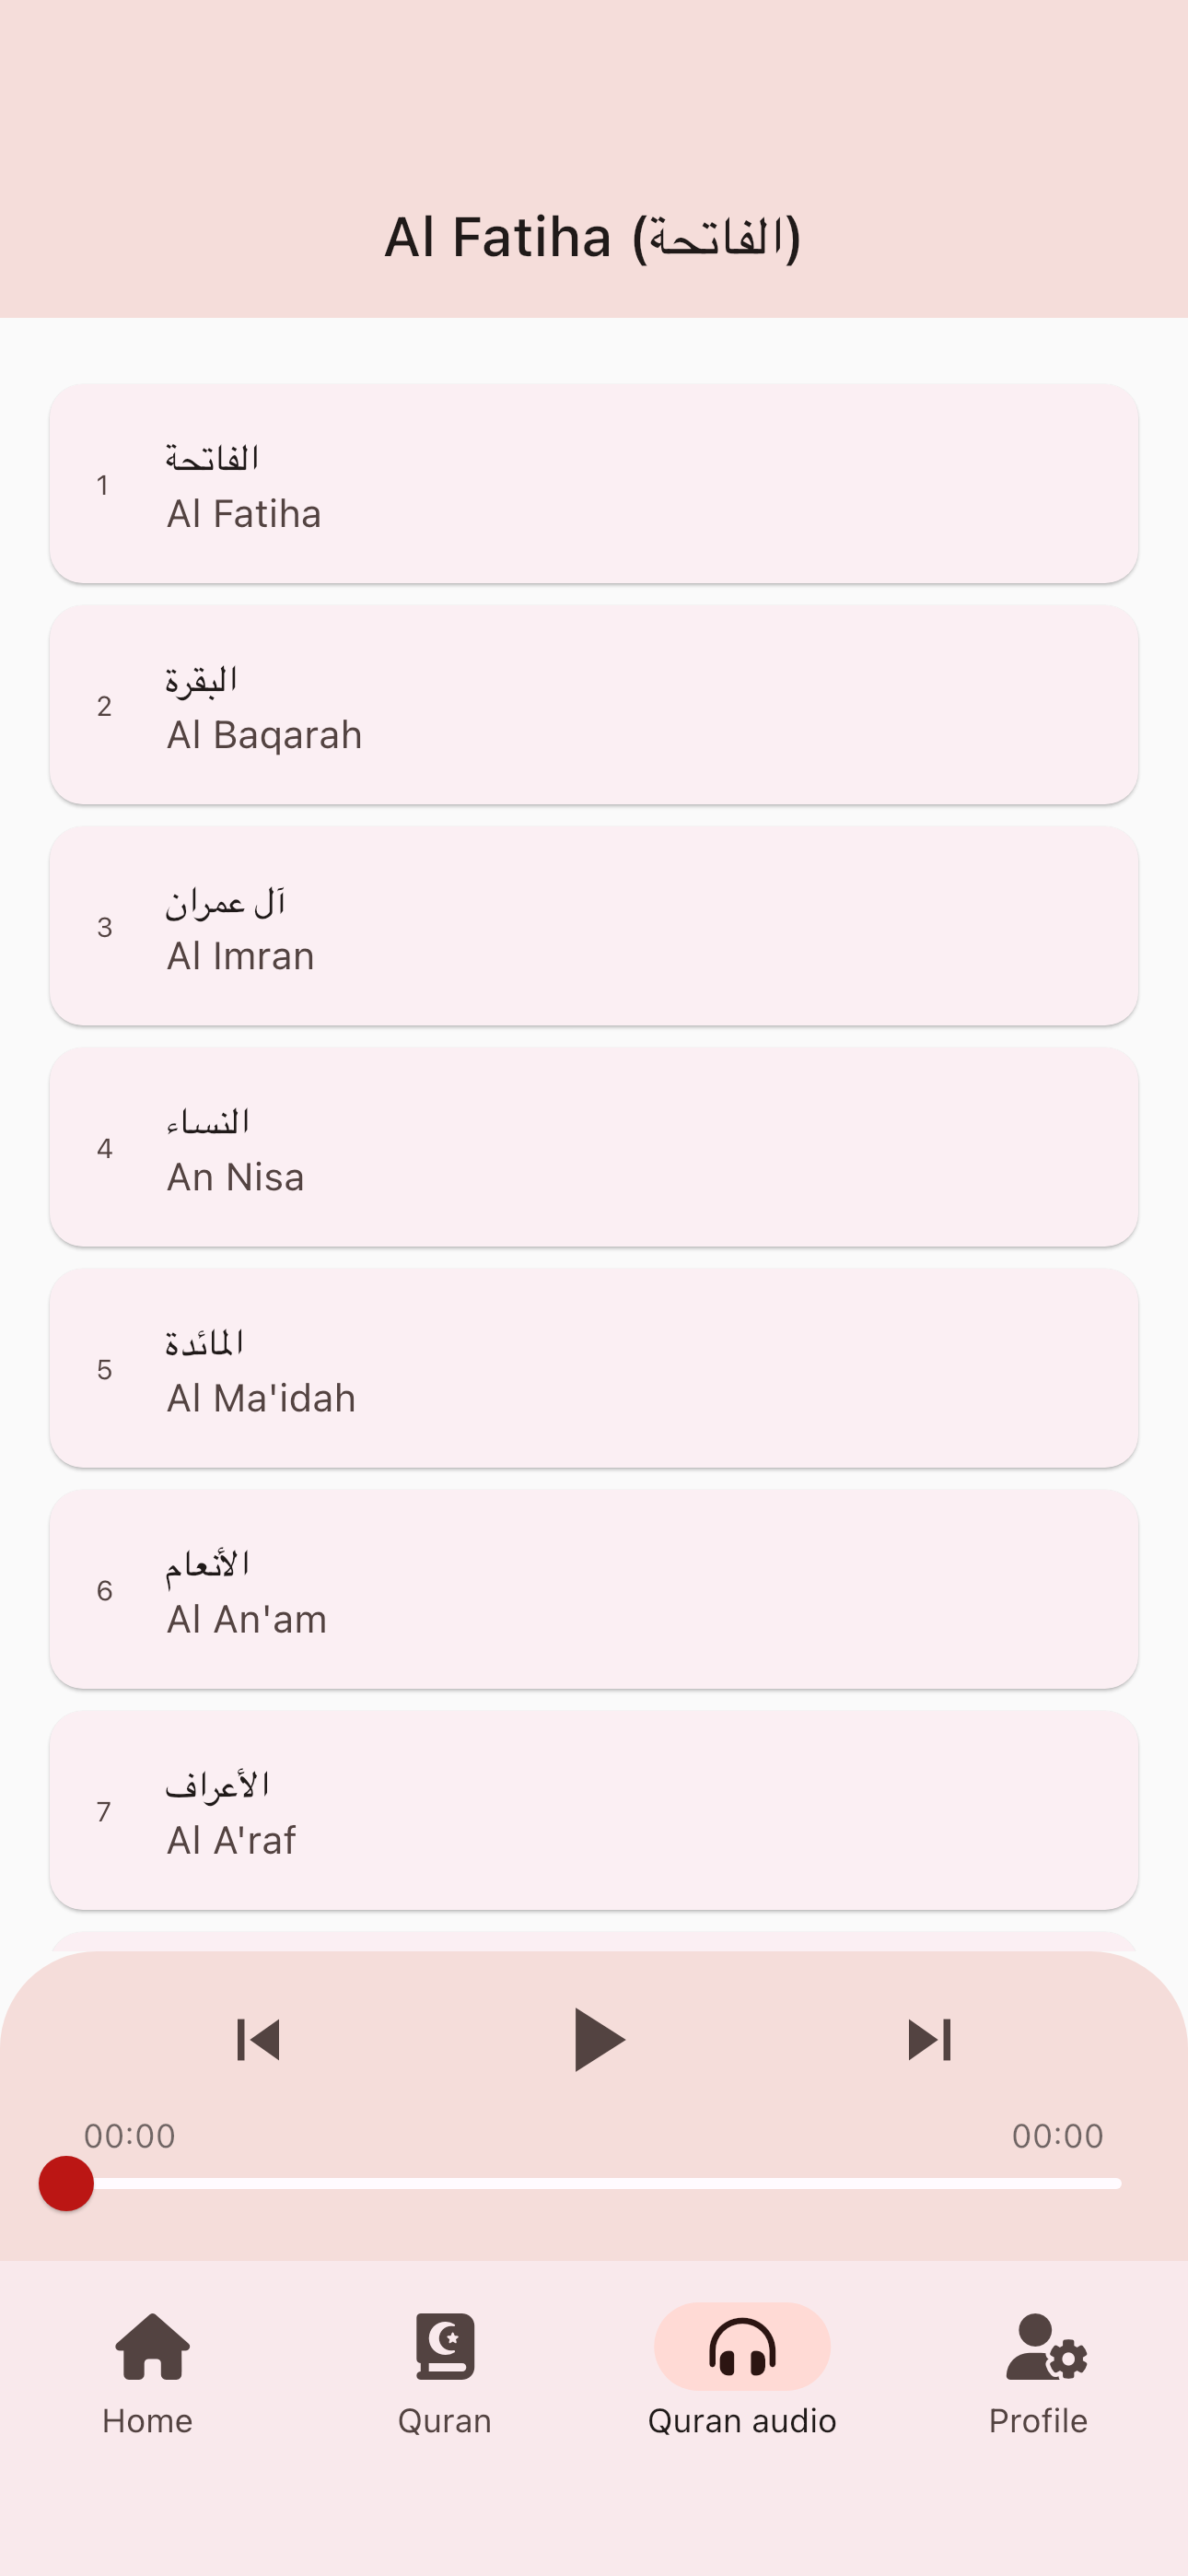 Al Fatiha (الفاتحة)
1
الفاتحة
Al Fatiha
2
البقرة
Al Baqarah
3
آل عمران
Al Imran
4
النساء
An Nisa
5
المائدة
Al Ma'idah
6
الأنعام
Al An'am
7
الأعراف
Al A'raf
00:00
00:00
Home
Quran
Quran audio
Profile